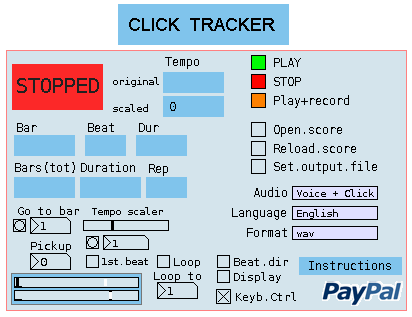 CLICK TRACKER
STOPPED
Tempo
original
scaled 0
PLAY
STOP
Play+record
Bar Beat Dur
Bars(tot) Duration Rep
Open.score
Reload.score
Set.output.file
Audio Voice + Click
Language English
Format wav
Go to bar Tempo scaler
1 1
Pickup
0
1st.beat Loop
Loop to
1
Beat.dir
Display
Keyb.Ctrl
Instructions
PayPal